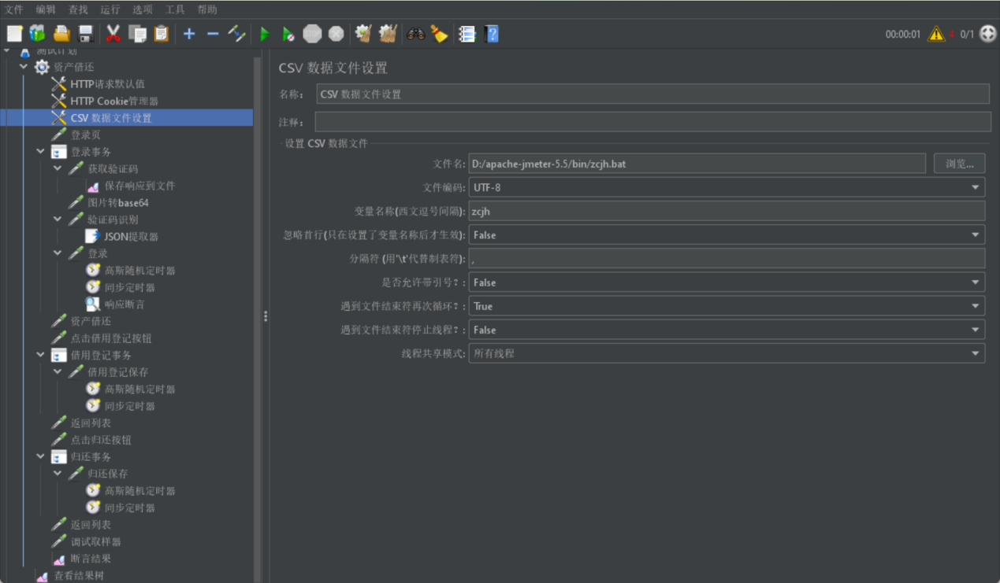 文件 编辑 查找 运行 选项 工具 帮助
00:00:01 4 0/1
测试计划
资产借还
HTTP请求默认值
HTTP Cookie管理器
CSV 数据文件设置
登录页
登录事务
获取验证码
保存响应到文件
图片转base64
验证码识别
JSON提取器
登录
高斯随机定时器
同步定时器
响应断言
资产借还
点击借用登记按钮
借用登记事务
借用登记保存
高斯随机定时器
同步定时器
返回列表
点击归还按钮
归还事务
归还保存
高斯随机定时器
同步定时器
返回列表
调试取样器
断言结果
查看结果树
CSV 数据文件设置
名称： CSV 数据文件设置
注释：
设置 CSV 数据文件
文件名: D:/apache-jmeter-5.5/bin/zcjh.bat 浏览...
文件编码: UTF-8
变量名称(西文逗号间隔): zcjh
忽略首行(只在设置了变量名称后才生效): False
分隔符 (用'\t'代替制表符): ,
是否允许带引号？: False
遇到文件结束符再次循环？: True
遇到文件结束符停止线程？: False
线程共享模式: 所有线程